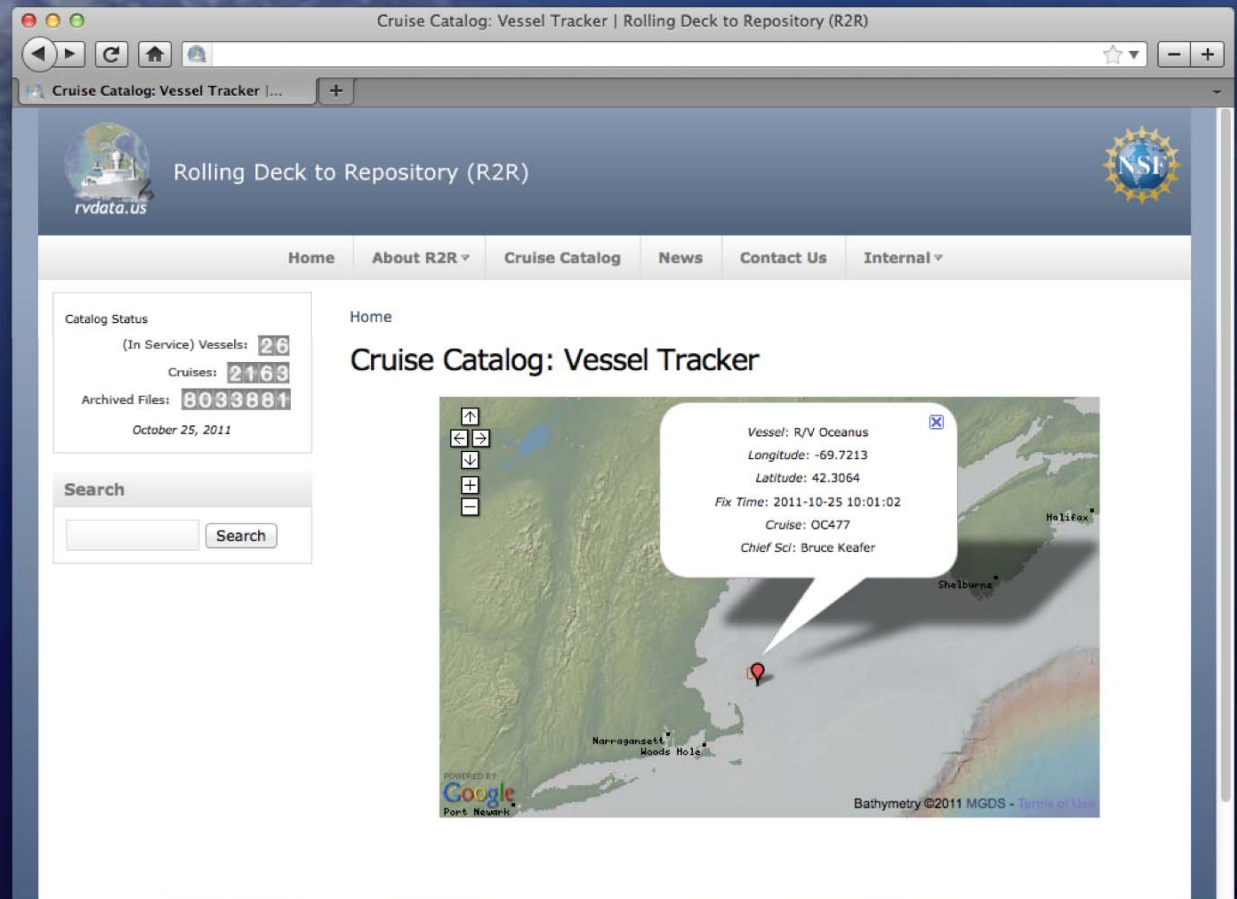 Cruise Catalog: Vessel Tracker | Rolling Deck to Repository (R2R)
Cruise Catalog: Vessel Tracker |...
Rolling Deck to Repository (R2R)
rvdata.us
NSF
Home About R2R Cruise Catalog News Contact Us Internal
Catalog Status
(In Service) Vessels: 26
Cruises: 2163
Archived Files: 8033881
October 25, 2011
Search
Search
Home
Cruise Catalog: Vessel Tracker
Vessel: R/V Oceanus
Longitude: -69.7213
Latitude: 42.3064
Fix Time: 2011-10-25 10:01:02
Cruise: OC477
Chief Sci: Bruce Keafer
Halifax
Shelburne
Narragansett
Woods Hole
POWERED BY
Google
Port Newark
Bathymetry ©2011 MGDS - Terms of Use